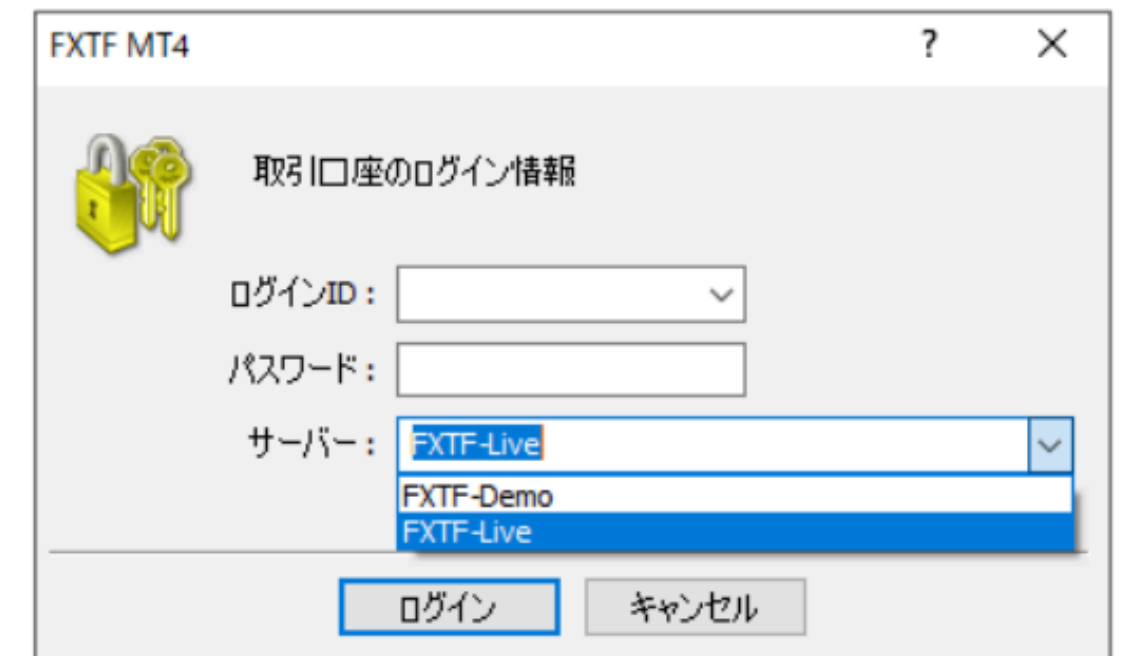 FXTF MT4
?
取引口座のログイン情報
ログインID：
パスワード：
サーバー： FXTF-Live
FXTF-Demo
FXTF-Live
ログイン キャンセル